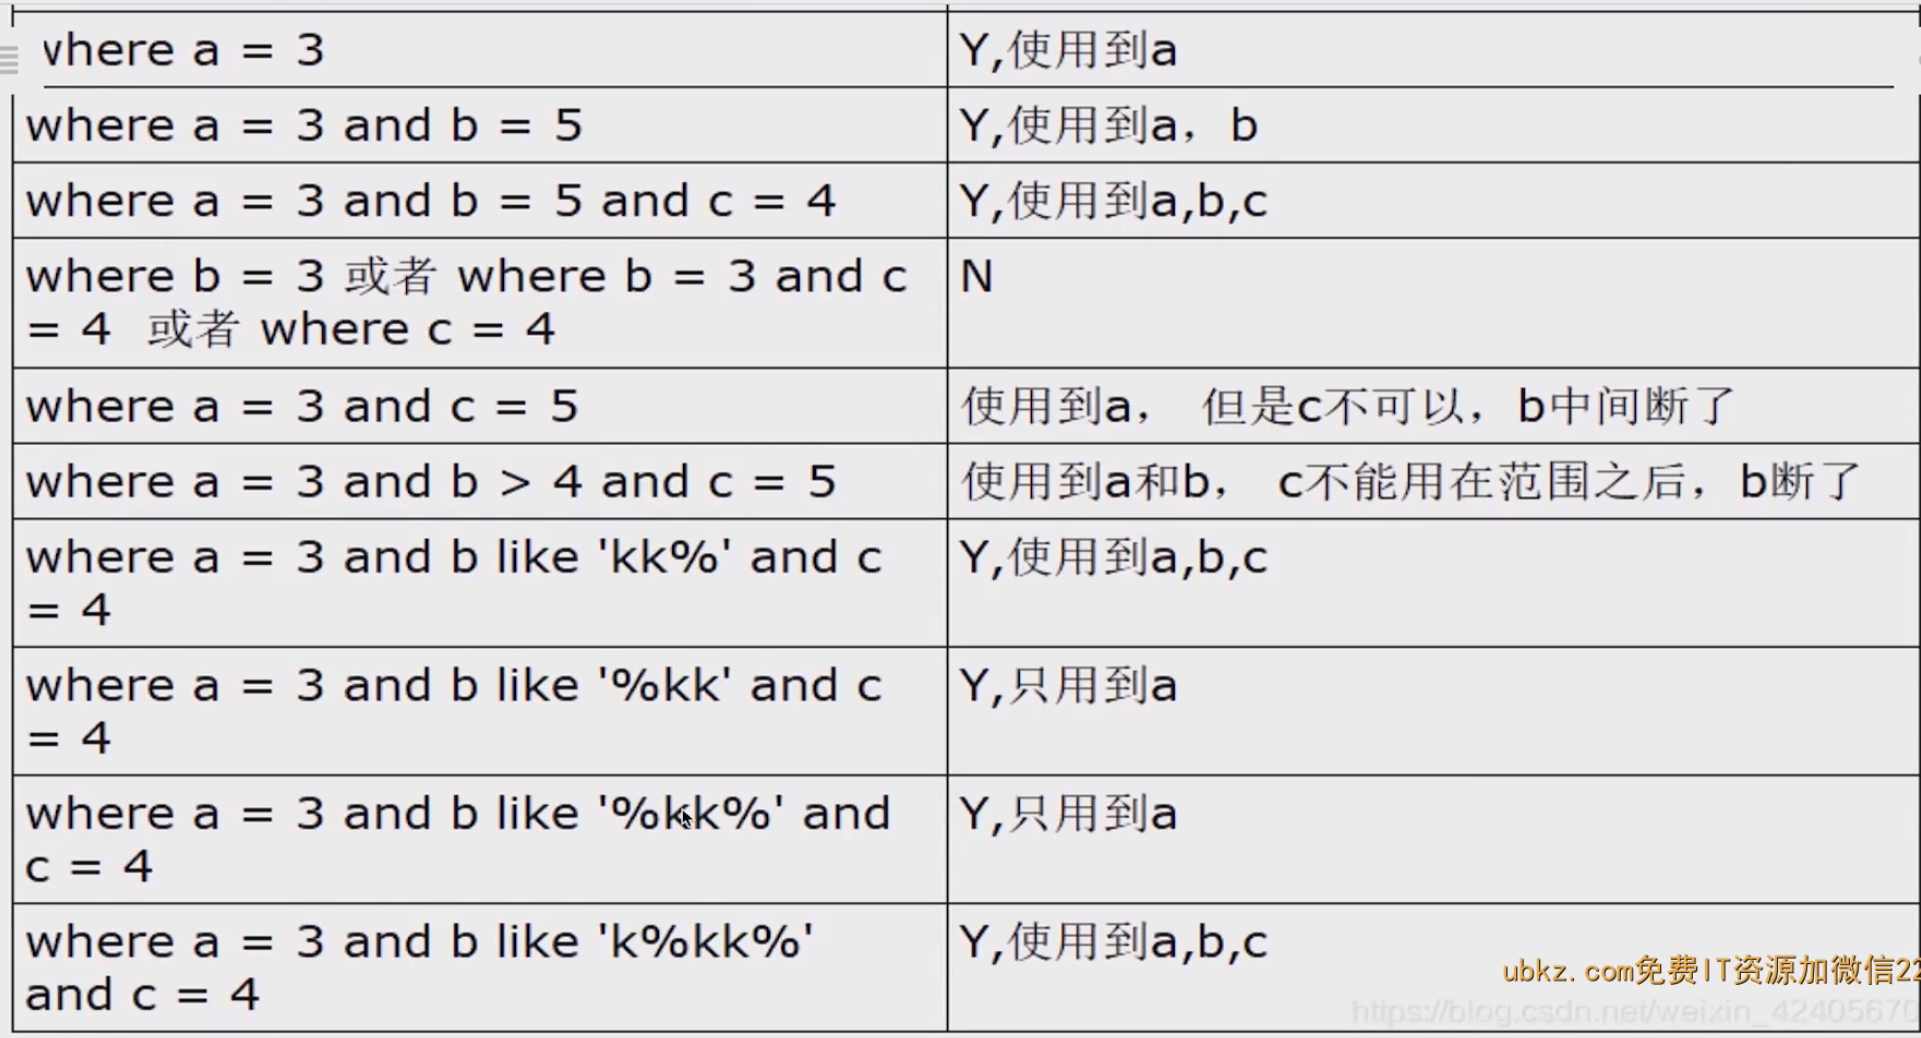 where a = 3
Y,使用到a
where a = 3 and b = 5
Y,使用到a，b
where a = 3 and b = 5 and c = 4
Y,使用到a,b,c
where b = 3 或者 where b = 3 and c
= 4 或者 where c = 4
N
where a = 3 and c = 5
使用到a， 但是c不可以，b中间断了
where a = 3 and b > 4 and c = 5
使用到a和b， c不能用在范围之后，b断了
where a = 3 and b like 'kk%' and c
= 4
Y,使用到a,b,c
where a = 3 and b like '%kk' and c
= 4
Y,只用到a
where a = 3 and b like '%kk%' and
c = 4
Y,只用到a
where a = 3 and b like 'k%kk%'
and c = 4
Y,使用到a,b,c
ubkz.com免费IT资源加微信22
https://blog.csdn.net/weixin_42405670